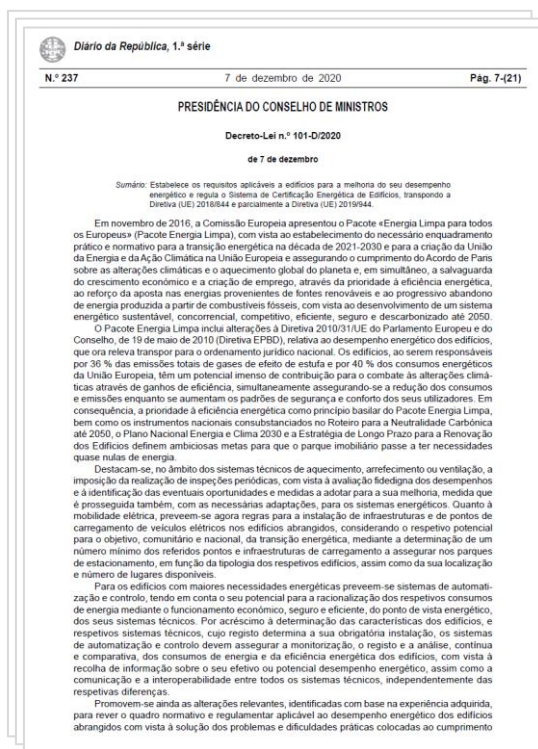 Diário da República, 1.ª série
N.º 237 7 de dezembro de 2020 Pág. 7-(21)
PRESIDÊNCIA DO CONSELHO DE MINISTROS
Decreto-Lei n.º 101-D/2020
de 7 de dezembro
Sumário: Estabelece os requisitos aplicáveis a edifícios para a melhoria do seu desempenho
energético e regula o Sistema de Certificação Energética de Edifícios, transpondo a
Diretiva (UE) 2018/844 e parcialmente a Diretiva (UE) 2019/944.
Em novembro de 2016, a Comissão Europeia apresentou o Pacote «Energia Limpa para todos
os Europeus» (Pacote Energia Limpa), com vista ao estabelecimento do necessário enquadramento
prático e normativo para a transição energética na década de 2021-2030 e para a criação da União
da Energia e da Ação Climática na União Europeia e assegurando o cumprimento do Acordo de Paris
sobre as alterações climáticas e o aquecimento global do planeta e, em simultâneo, a salvaguarda
do crescimento económico e a criação de emprego, através da prioridade à eficiência energética,
ao reforço da aposta nas energias provenientes de fontes renováveis e ao progressivo abandono
de energia produzida a partir de combustíveis fósseis, com vista ao desenvolvimento de um sistema
energético sustentável, concorrencial, competitivo, eficiente, seguro e descarbonizado até 2050.
O Pacote Energia Limpa inclui alterações à Diretiva 2010/31/UE do Parlamento Europeu e do
Conselho, de 19 de maio de 2010 (Diretiva EPBD), relativa ao desempenho energético dos edifícios,
que ora releva transpor para o ordenamento jurídico nacional. Os edifícios, ao serem responsáveis
por 36 % das emissões totais de gases de efeito de estufa e por 40 % dos consumos energéticos
da União Europeia, têm um potencial imenso de contribuição para o combate às alterações climá-
ticas através de ganhos de eficiência, simultaneamente assegurando-se a redução dos consumos
e emissões enquanto se aumentam os padrões de segurança e conforto dos seus utilizadores. Em
consequência, a prioridade à eficiência energética como princípio basilar do Pacote Energia Limpa,
bem como os instrumentos nacionais consubstanciados no Roteiro para a Neutralidade Carbónica
até 2050, o Plano Nacional Energia e Clima 2030 e a Estratégia de Longo Prazo para a Renovação
dos Edifícios definem ambiciosas metas para que o parque imobiliário passe a ter necessidades
quase nulas de energia.
Destacam-se, no âmbito dos sistemas técnicos de aquecimento, arrefecimento ou ventilação, a
imposição da realização de inspeções periódicas, com vista à avaliação fidedigna dos desempenhos
e à identificação das eventuais oportunidades e medidas a adotar para a sua melhoria, medida que
é prosseguida também, com as necessárias adaptações, para os sistemas energéticos. Quanto à
mobilidade elétrica, preveem-se agora regras para a instalação de infraestruturas e de pontos de
carregamento de veículos elétricos nos edifícios abrangidos, considerando o respetivo potencial
para o objetivo, comunitário e nacional, da transição energética, mediante a determinação de um
número mínimo dos referidos pontos e infraestruturas de carregamento a assegurar nos parques
de estacionamento, em função da tipologia dos respetivos edifícios, assim como da sua localização
e número de lugares disponíveis.
Para os edifícios com maiores necessidades energéticas preveem-se sistemas de automati-
zação e controlo, tendo em conta o seu potencial para a racionalização dos respetivos consumos
de energia mediante o funcionamento económico, seguro e eficiente, do ponto de vista energético,
dos seus sistemas técnicos. Por acréscimo à determinação das características dos edifícios, e
respetivos sistemas técnicos, cujo registo determina a sua obrigatória instalação, os sistemas
de automatização e controlo devem assegurar a monitorização, o registo e a análise, contínua
e comparativa, dos consumos de energia e da eficiência energética dos edifícios, com vista à
recolha de informação sobre o seu efetivo ou potencial desempenho energético, assim como a
comunicação e a interoperabilidade entre todos os sistemas técnicos, independentemente das
respetivas diferenças.
Promovem-se ainda as alterações relevantes, identificadas com base na experiência adquirida,
para rever o quadro normativo e regulamentar aplicável ao desempenho energético dos edifícios
abrangidos com vista à solução dos problemas e dificuldades práticas colocadas ao cumprimento